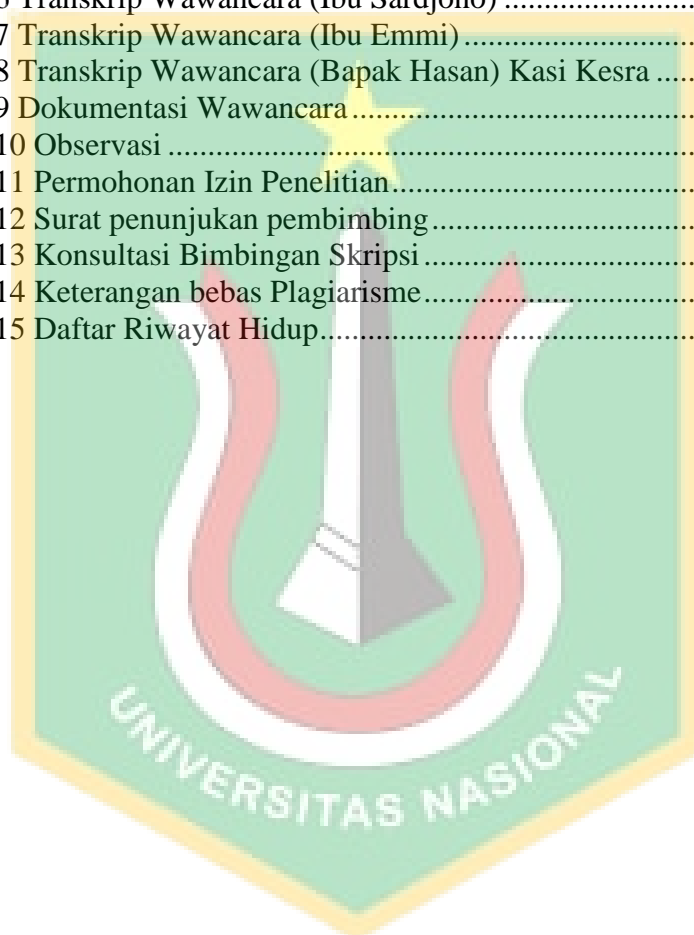 6 Transkrip Wawancara (Ibu Sardjono) ........................
7 Transkrip Wawancara (Ibu Emmi) .............................
8 Transkrip Wawancara (Bapak Hasan) Kasi Kesra .....
9 Dokumentasi Wawancara ...........................................
10 Observasi ..................................................................
11 Permohonan Izin Penelitian.......................................
12 Surat penunjukan pembimbing .................................
13 Konsultasi Bimbingan Skripsi ..................................
14 Keterangan bebas Plagiarisme ..................................
15 Daftar Riwayat Hidup...............................................
UNIVERSITAS NASIONAL